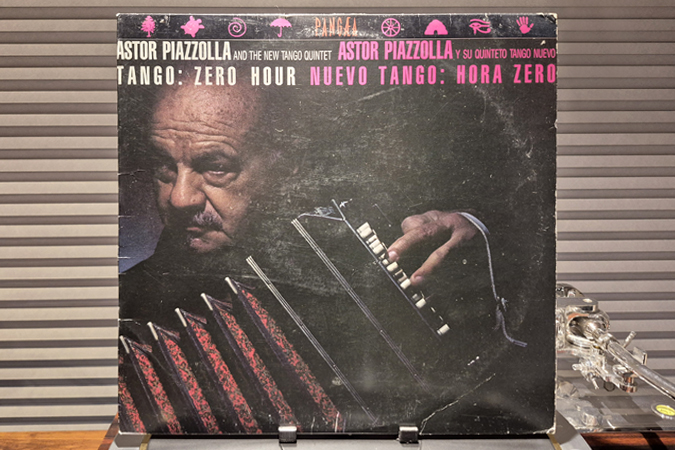 PANGÆA
ASTOR PIAZZOLLA AND THE NEW TANGO QUINTET ASTOR PIAZZOLLA Y SU QUINTETO TANGO NUEVO
TANGO: ZERO HOUR NUEVO TANGO: HORA ZERO